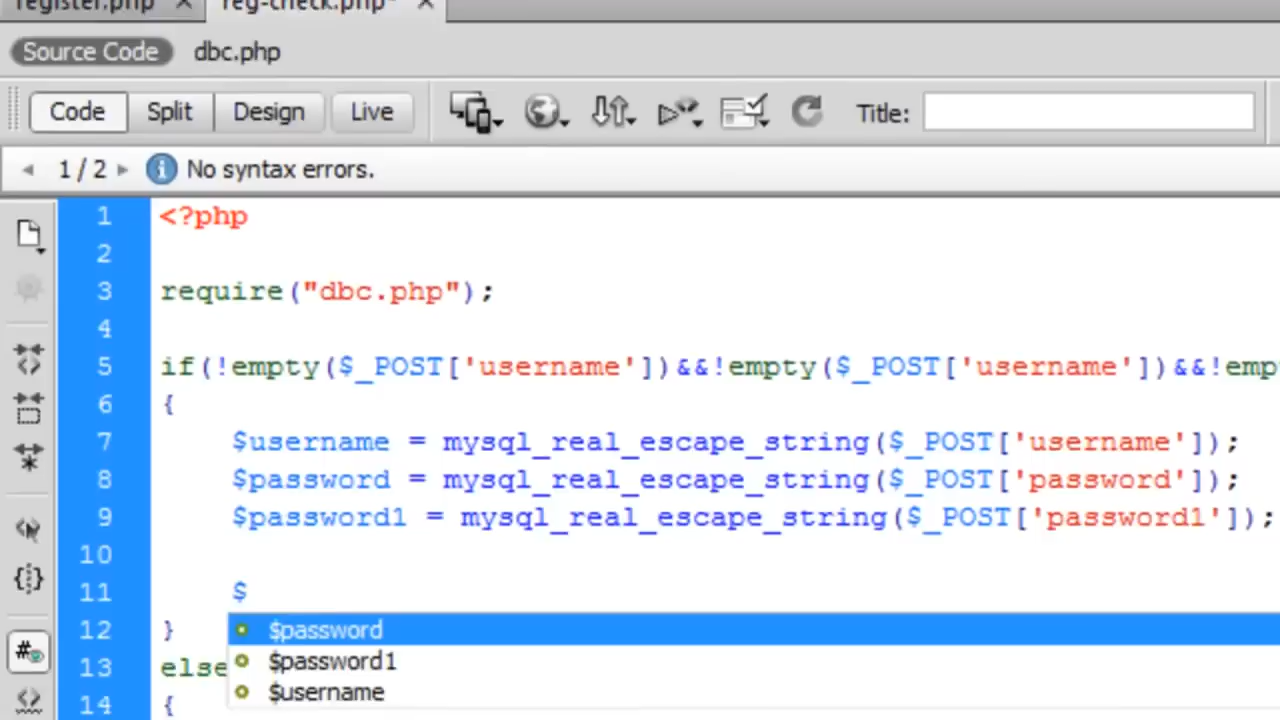 register.php × reg-check.php* ×
Source Code dbc.php
Code Split Design Live Title:
1 / 2 No syntax errors.
1 <?php
2
3 require("dbc.php");
4
5 if(!empty($_POST['username'])&&!empty($_POST['username'])&&!emp
6 {
7 $username = mysql_real_escape_string($_POST['username']);
8 $password = mysql_real_escape_string($_POST['password']);
9 $password1 = mysql_real_escape_string($_POST['password1']);
10
11 $
12 }
$password
13 else
$password1
$username
14 {